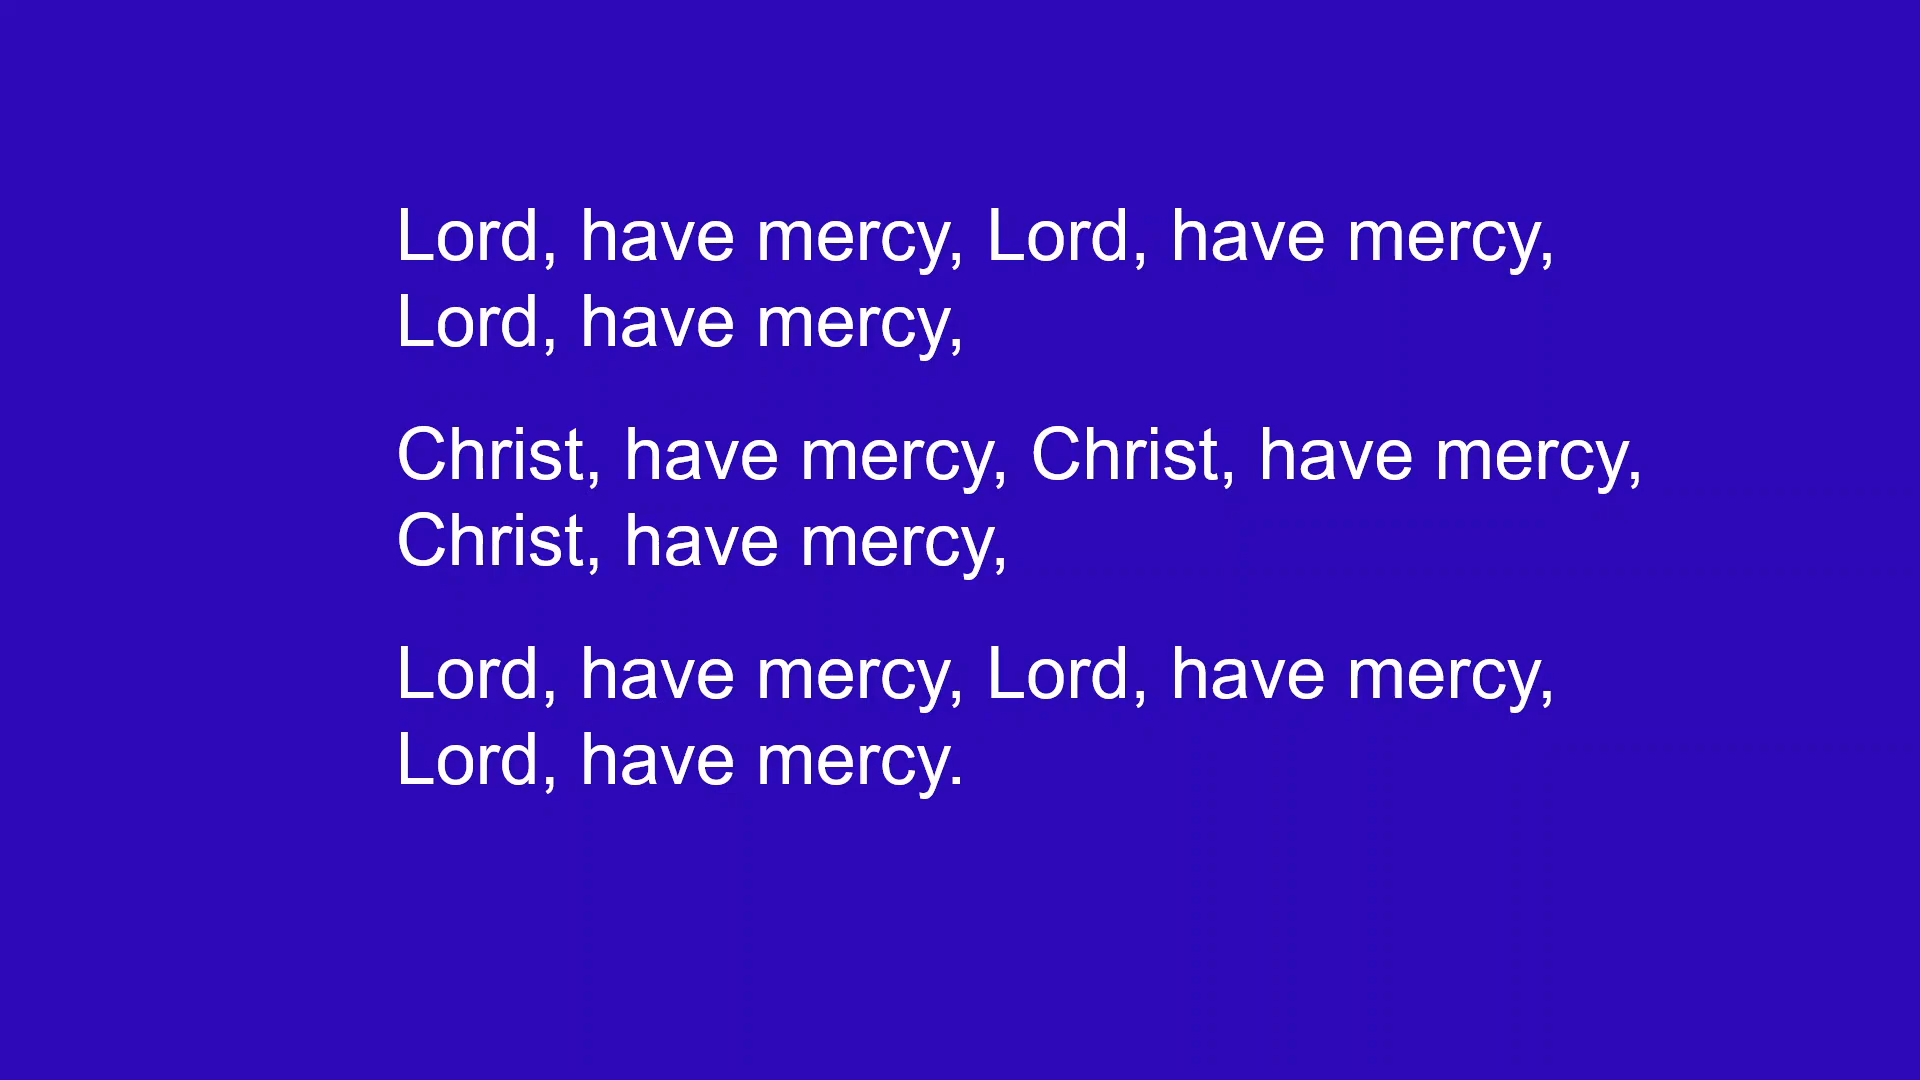 Lord, have mercy, Lord, have mercy,
Lord, have mercy,
Christ, have mercy, Christ, have mercy,
Christ, have mercy,
Lord, have mercy, Lord, have mercy,
Lord, have mercy.